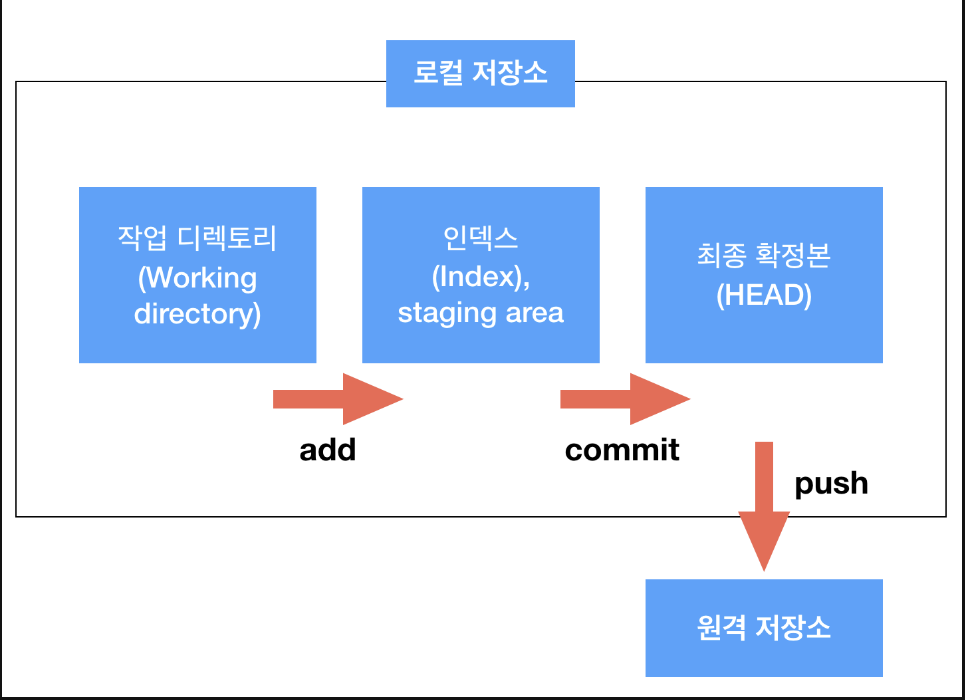 로컬 저장소
작업 디렉토리
(Working
directory)
인덱스
(Index),
staging area
최종 확정본
(HEAD)
add
commit
push
원격 저장소